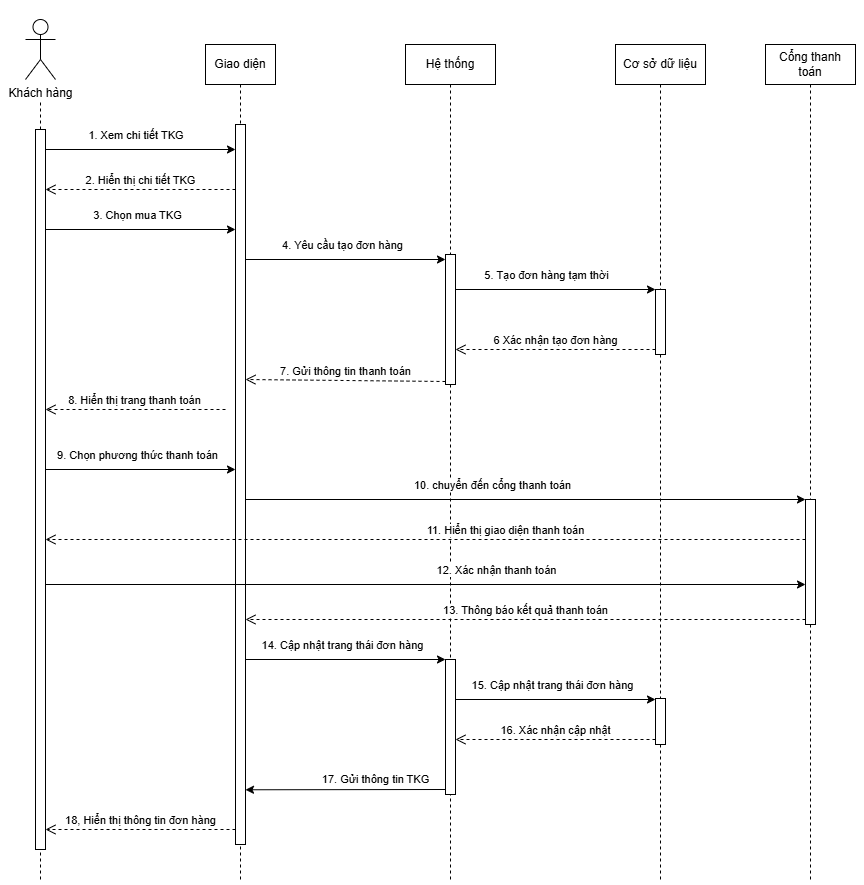 Khách hảng
Giao diện
Hệ thống
Cơ sở dữ liệu
Cổng thanh
toán
1. Xem chi tiết TKG
2. Hiển thị chi tiết TKG
3. Chọn mua TKG
4. Yêu cầu tạo đơn hàng
5. Tạo đơn hàng tạm thời
6 Xác nhận tạo đơn hàng
7. Gửi thông tin thanh toán
8. Hiển thị trang thanh toán
9. Chọn phương thức thanh toán
10. chuyển đến cổng thanh toán
11. Hiển thị giao diện thanh toán
12. Xác nhận thanh toán
13. Thông báo kết quả thanh toán
14. Cập nhật trang thái đơn hàng
15. Cập nhật trang thái đơn hàng
16. Xác nhận cập nhật
17. Gửi thông tin TKG
18, Hiển thị thông tin đơn hàng